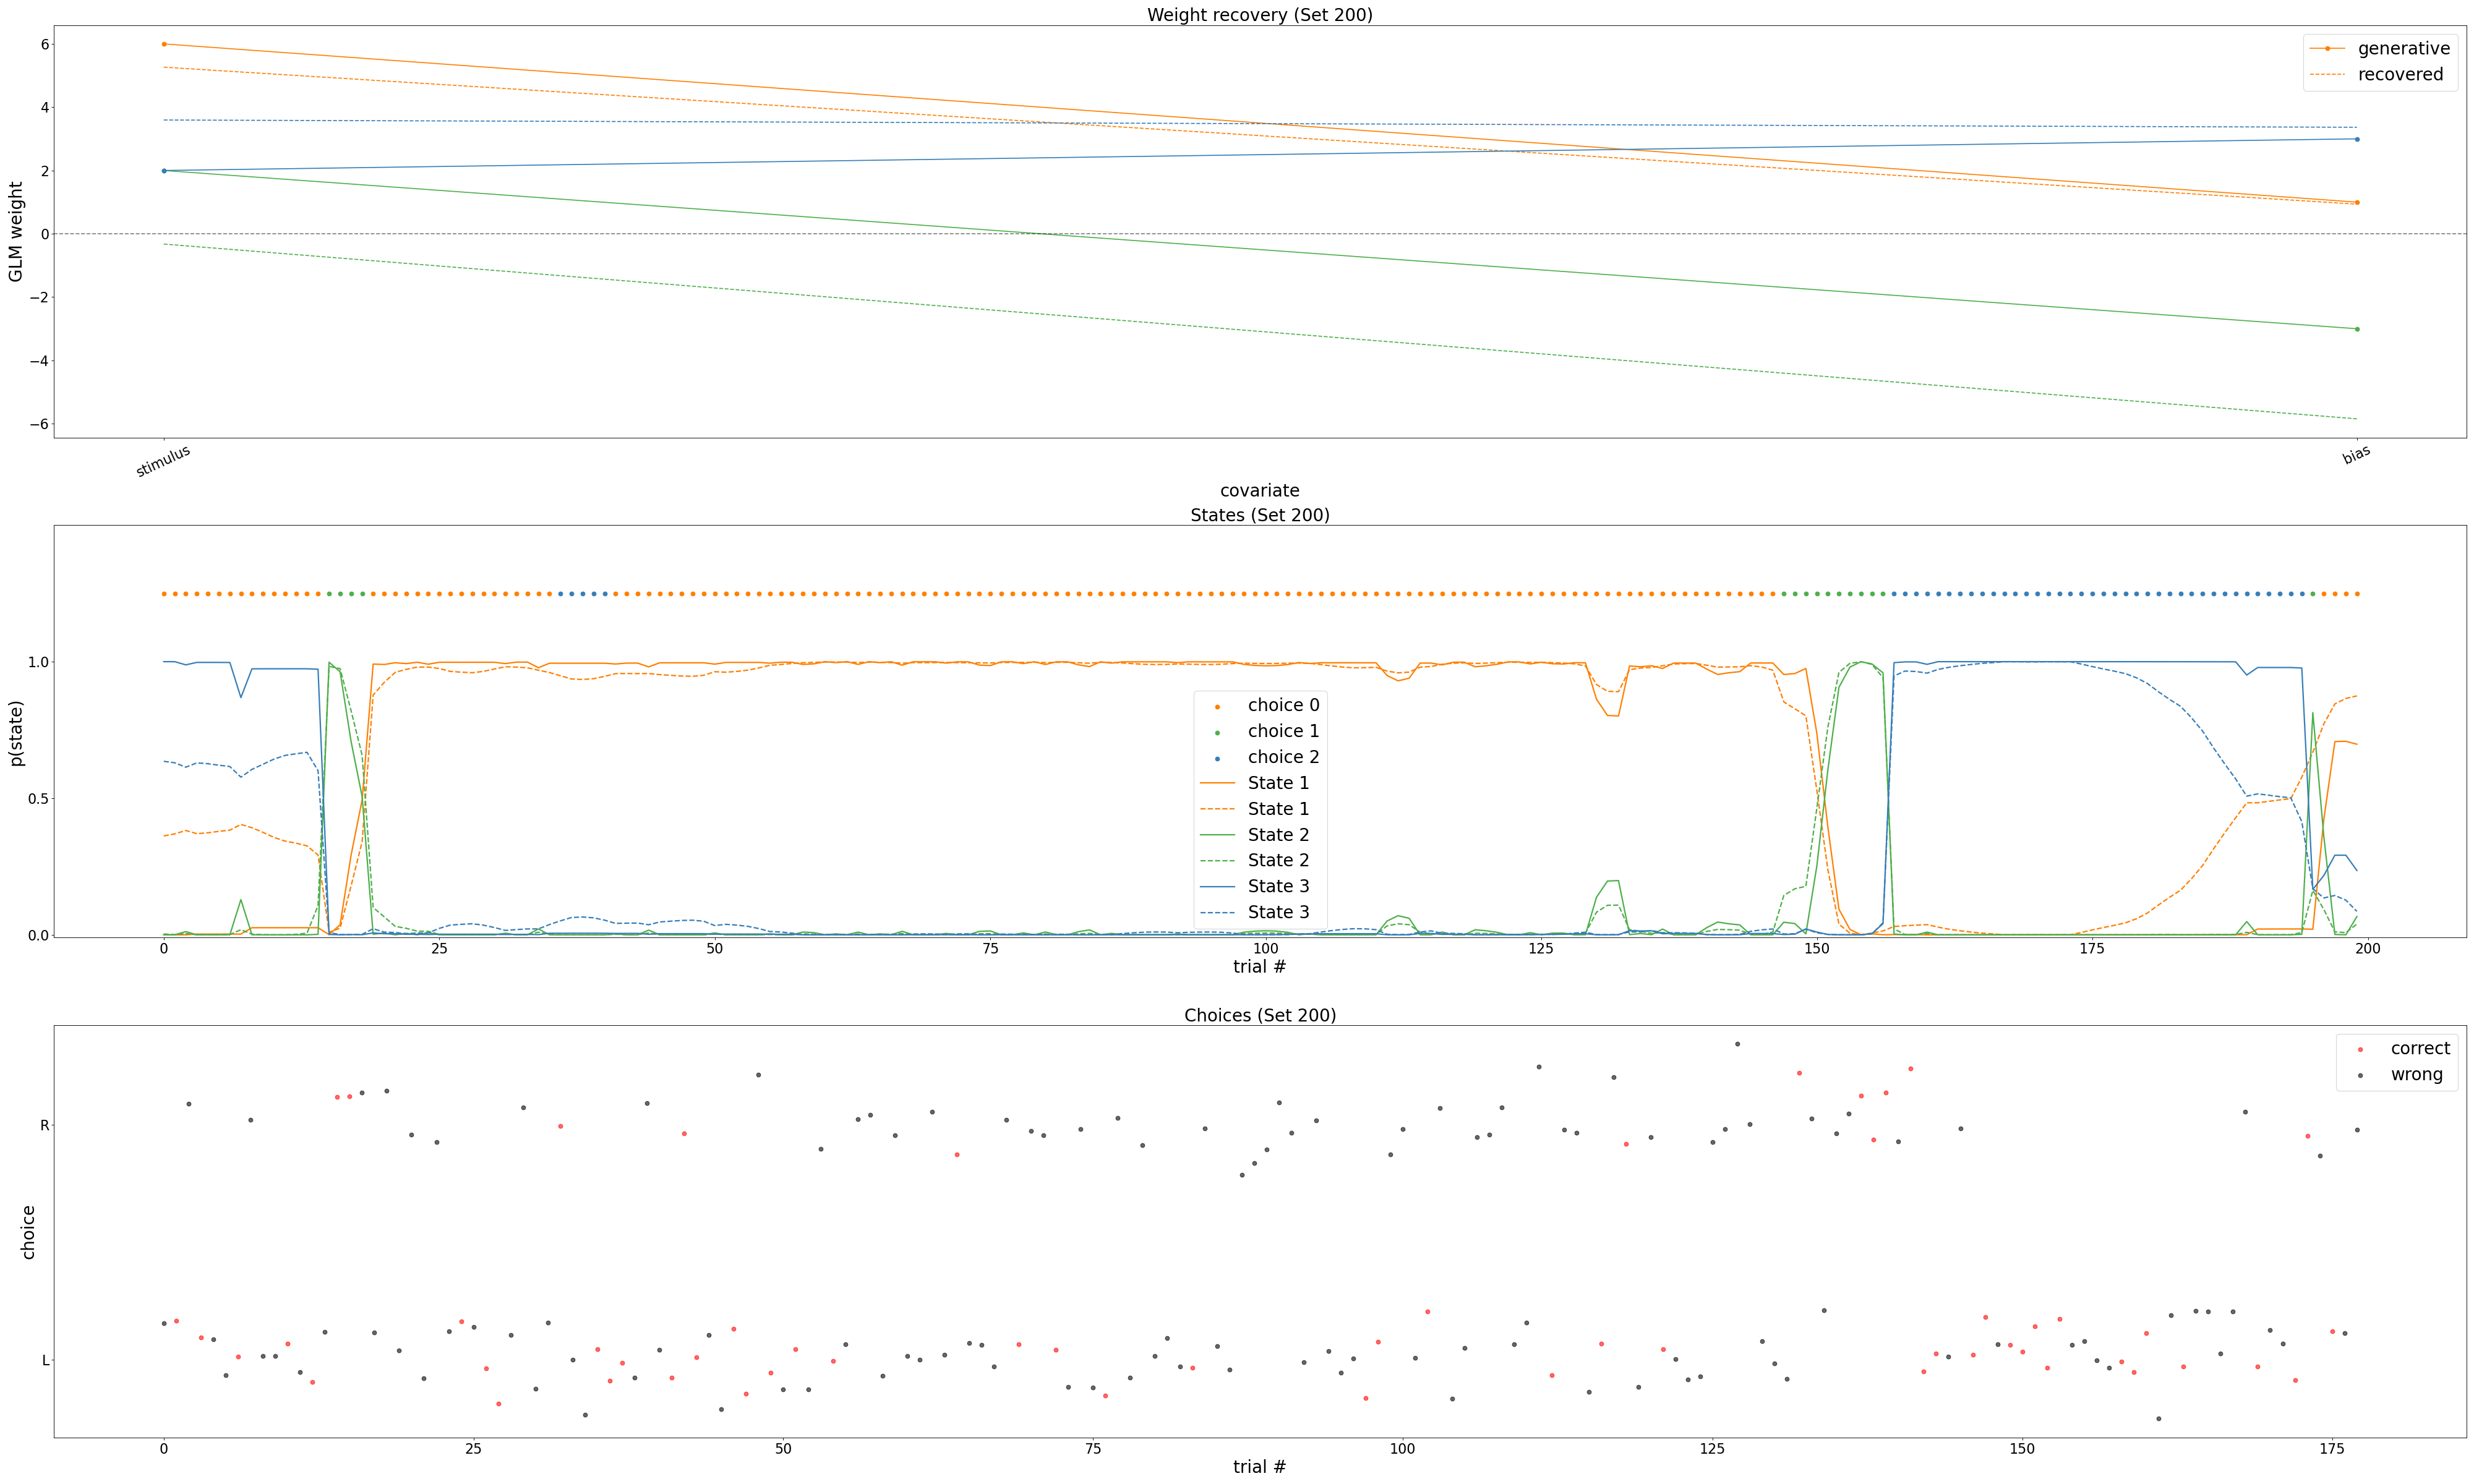 Weight recovery (Set 200)
GLM weight
6
4
2
0
−2
−4
−6
generative
recovered
stimulus
bias
covariate
States (Set 200)
p(state)
1.0
0.5
0.0
choice 0
choice 1
choice 2
State 1
State 1
State 2
State 2
State 3
State 3
0 25 50 75 100 125 150 175 200
trial #
Choices (Set 200)
choice
R
L
correct
wrong
0 25 50 75 100 125 150 175
trial #